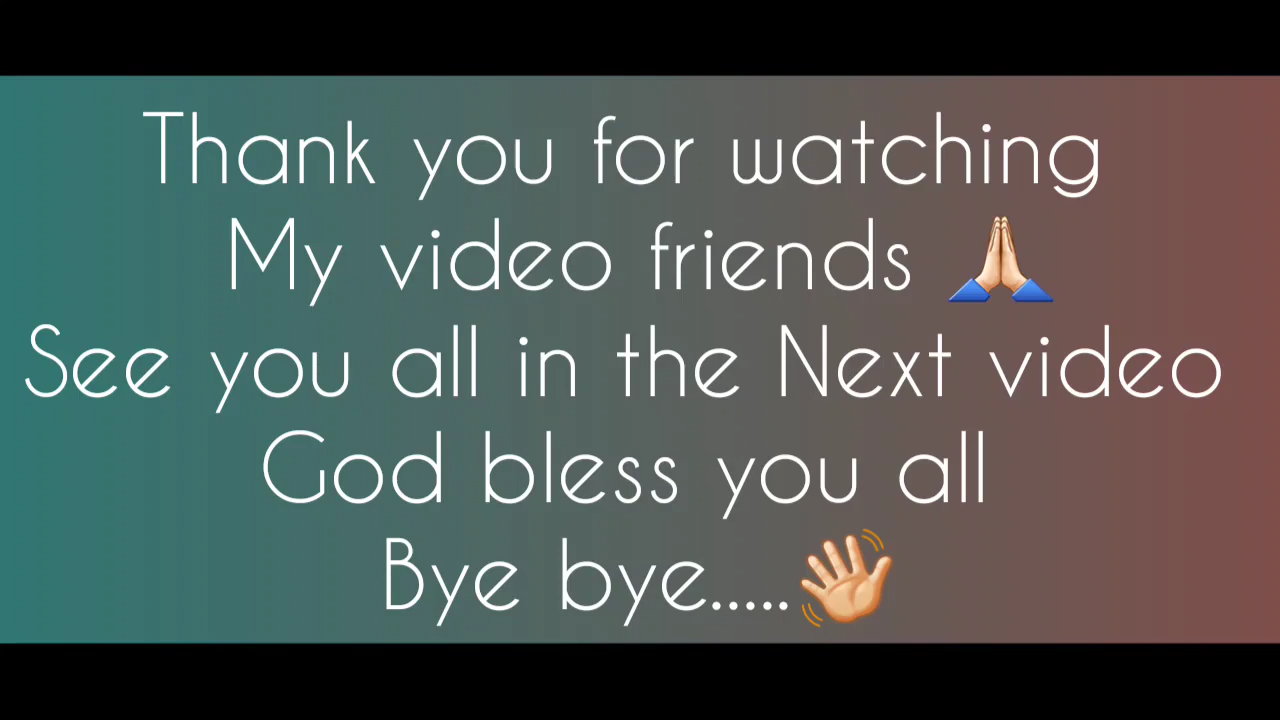 Thank you for watching
My video friends 🙏🏻
See you all in the Next video
God bless you all
Bye bye.....👋🏻